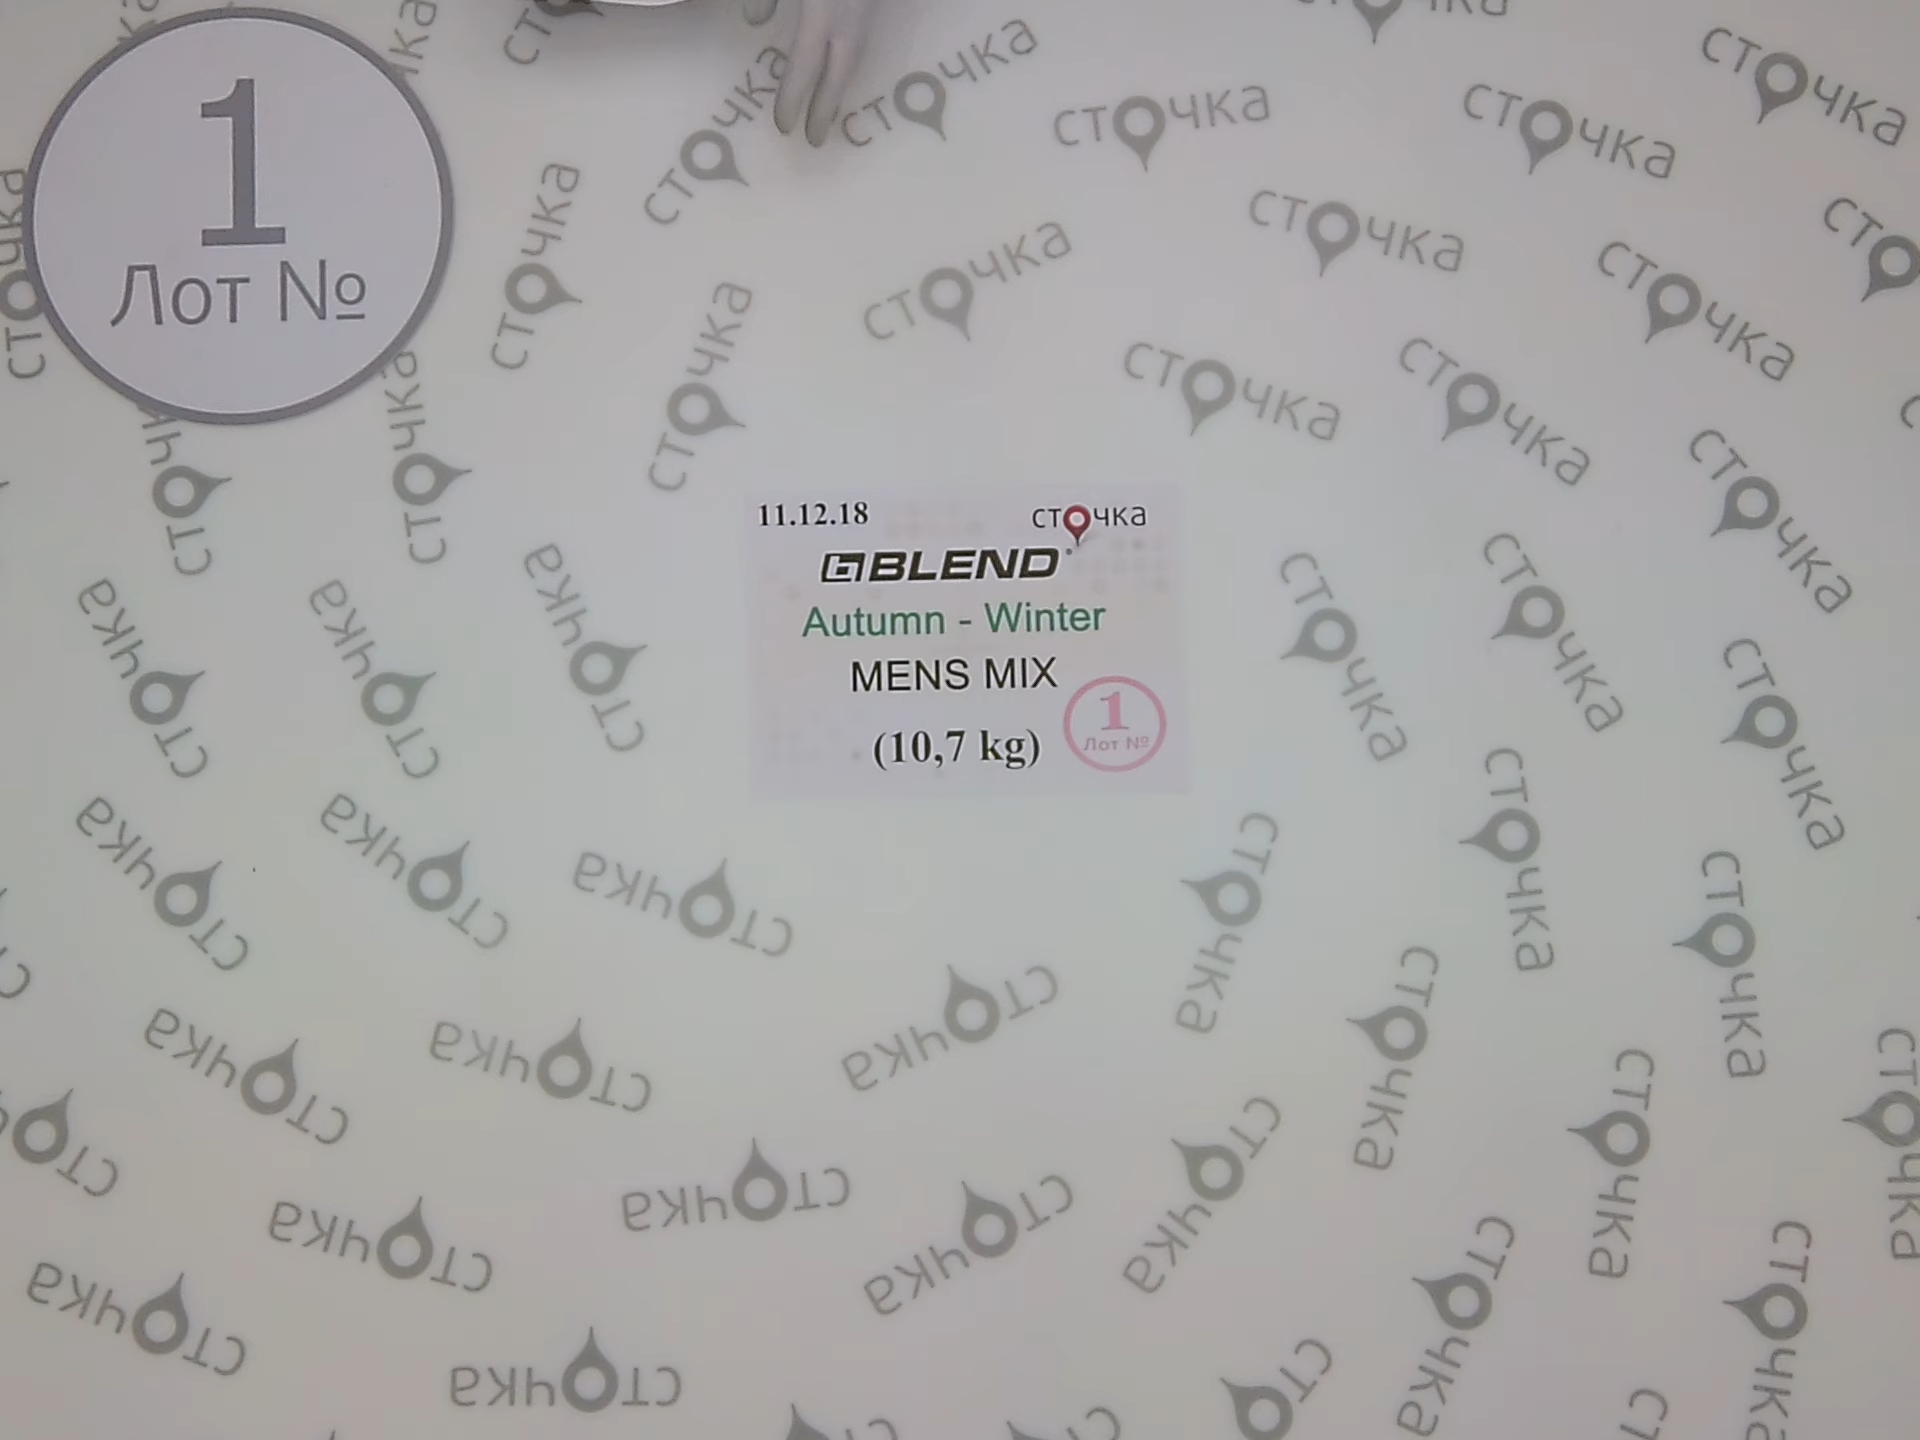 1
Лот №
11.12.18
сточка
BLEND
Autumn - Winter
MENS MIX
(10,7 kg)
1
Лот №
сточка